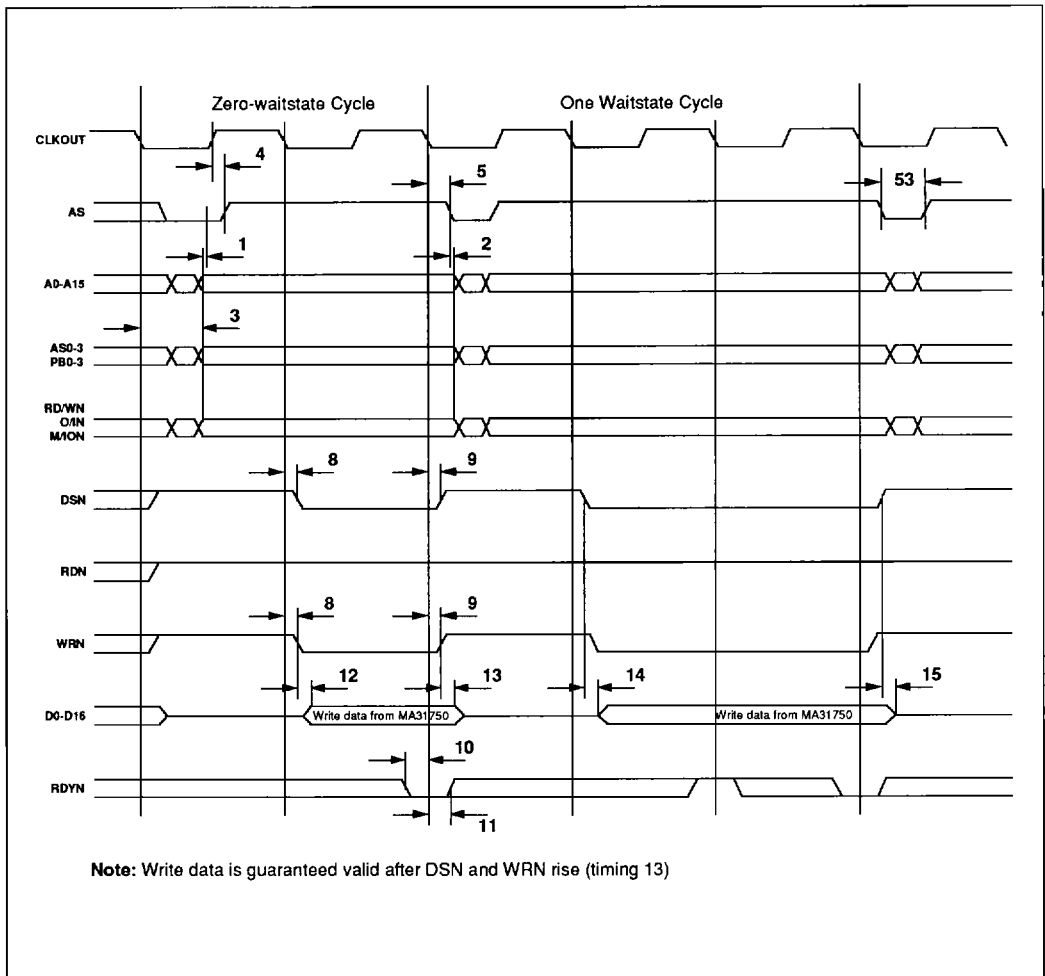 Zero-waitstate Cycle
One Waitstate Cycle
CLKOUT
4
5
53
AS
1
2
A0-A15
3
AS0-3
PB0-3
RD/WN
O/IN
M/ION
8
9
DSN
RDN
8
9
WRN
12
13
14
15
D0-D16
Write data from MA31750
Write data from MA31750
10
RDYN
11
Note: Write data is guaranteed valid after DSN and WRN rise (timing 13)